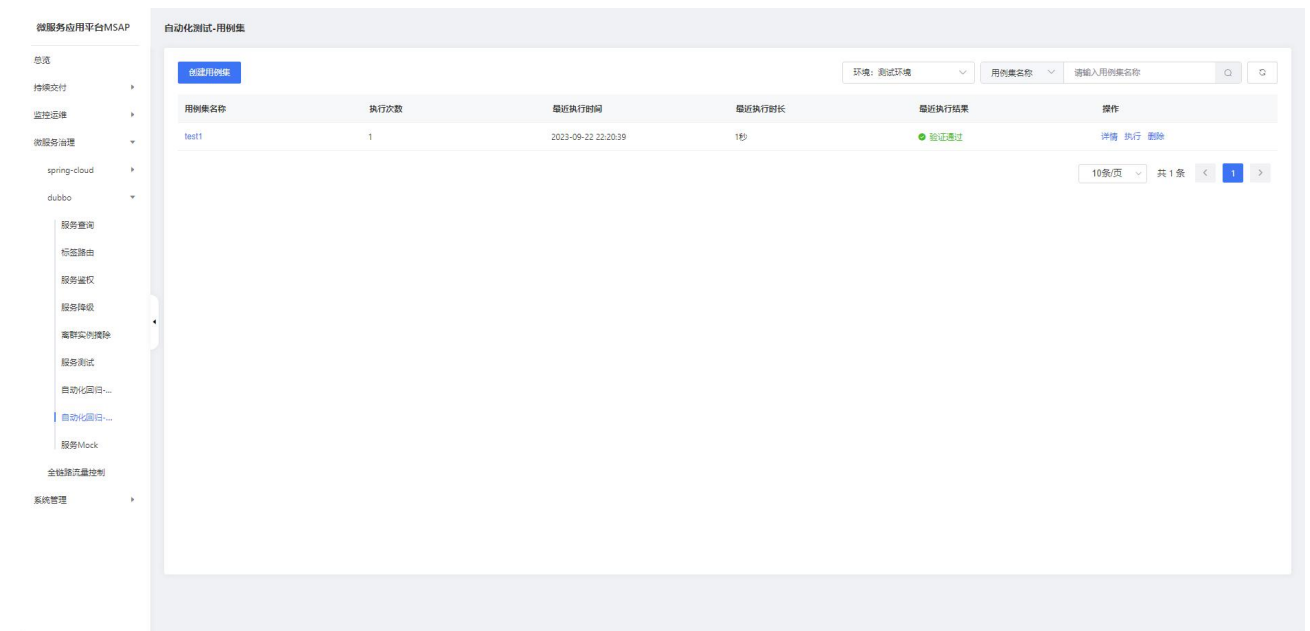 微服务应用平台MSAP
自动化测试-用例集
总览
持续交付
监控运维
微服务治理
spring-cloud
dubbo
服务查询
标签路由
服务鉴权
服务降级
离群实例摘除
服务测试
自动化回归-...
自动化回归-...
服务Mock
全链路流量控制
系统管理
创建用例集
环境：测试环境
用例集名称
请输入用例集名称
用例集名称 执行次数 最近执行时间 最近执行时长 最近执行结果 操作
test1 1 2023-09-22 22:20:39 1秒 验证通过 详情 执行 删除
10条/页 共 1 条 < 1 >